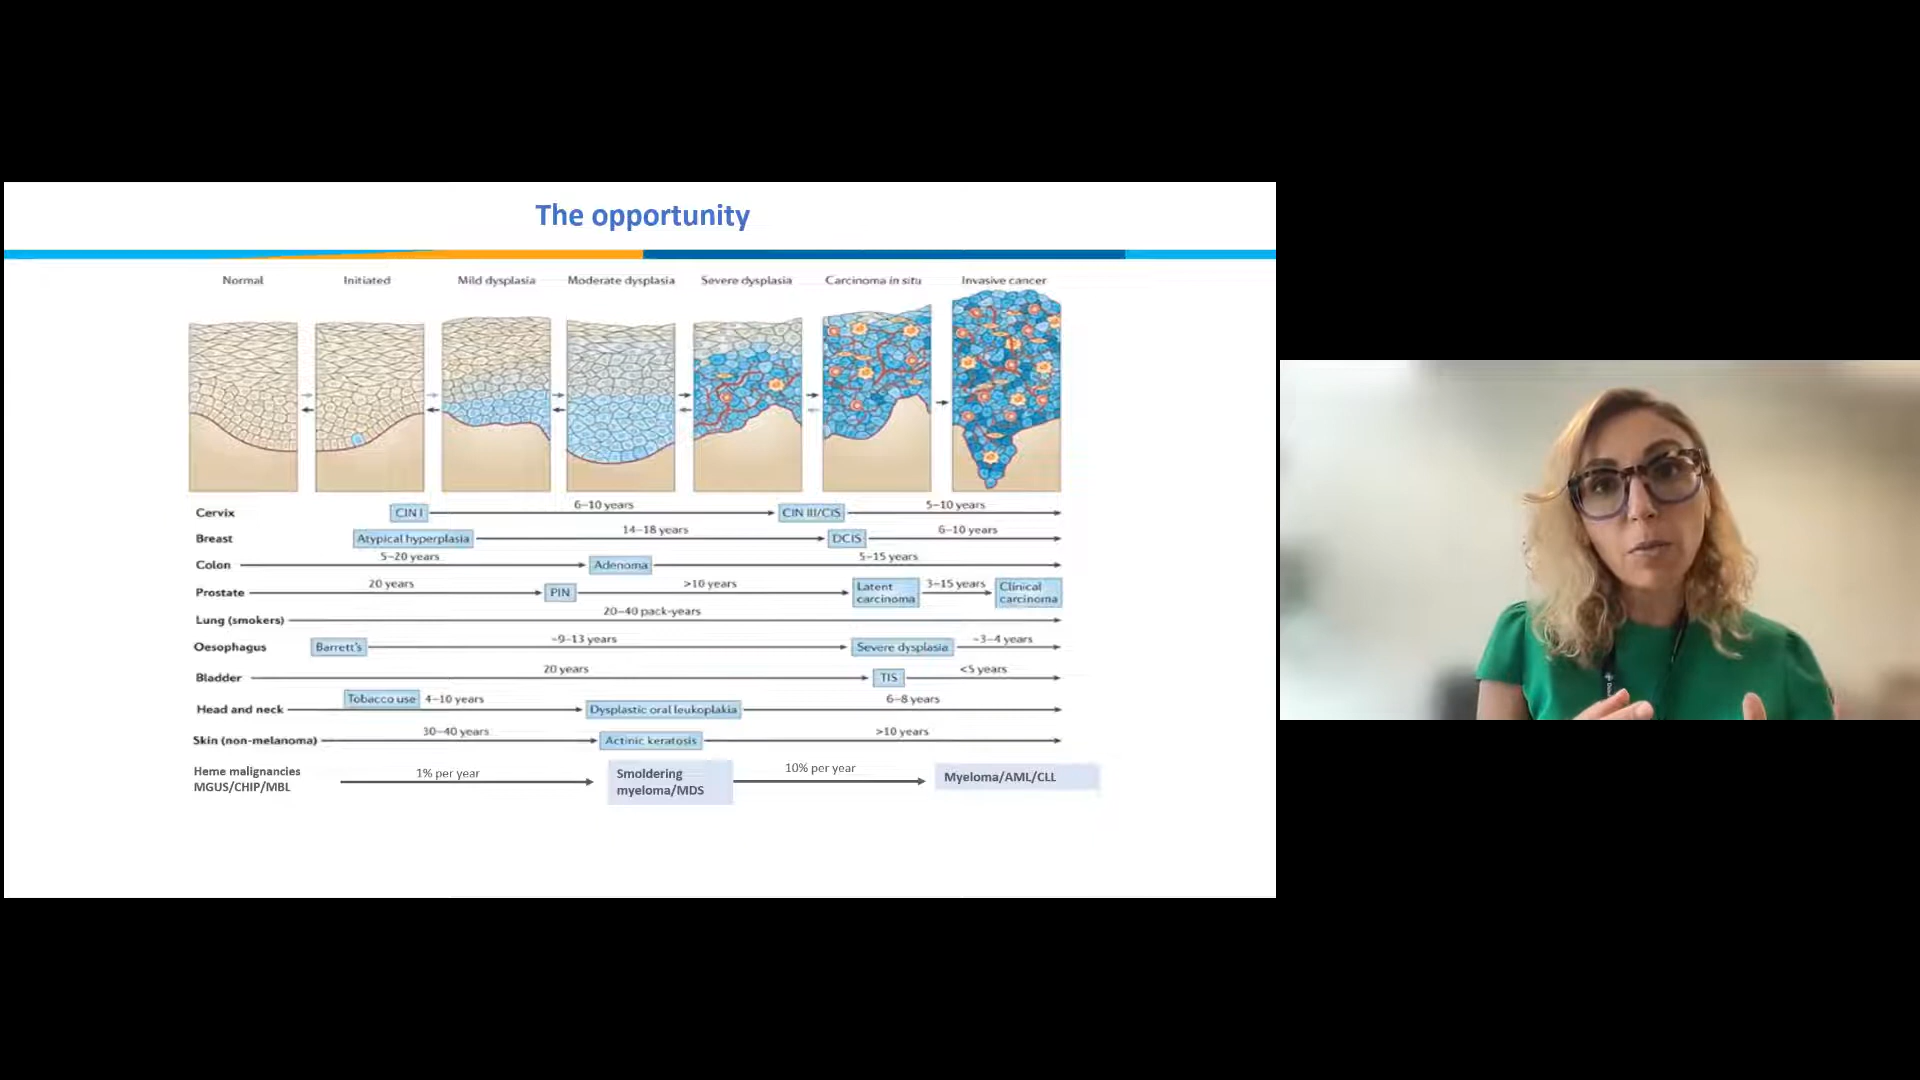 The opportunity
Normal Initiated Mild dysplasia Moderate dysplasia Severe dysplasia Carcinoma in situ Invasive cancer
Cervix CIN I 6–10 years CIN III/CIS 5–10 years
Breast Atypical hyperplasia 14–18 years DCIS 6–10 years
Colon 5–20 years Adenoma 5–15 years
Prostate 20 years PIN >10 years Latent carcinoma 3–15 years Clinical carcinoma
Lung (smokers) 20–40 pack-years
Oesophagus Barrett's ~9–13 years Severe dysplasia ~3–4 years
Bladder 20 years TIS <5 years
Head and neck Tobacco use 4–10 years Dysplastic oral leukoplakia 6–8 years
Skin (non-melanoma) 30–40 years Actinic keratosis >10 years
Heme malignancies
MGUS/CHIP/MBL
1% per year
Smoldering
myeloma/MDS
10% per year
Myeloma/AML/CLL